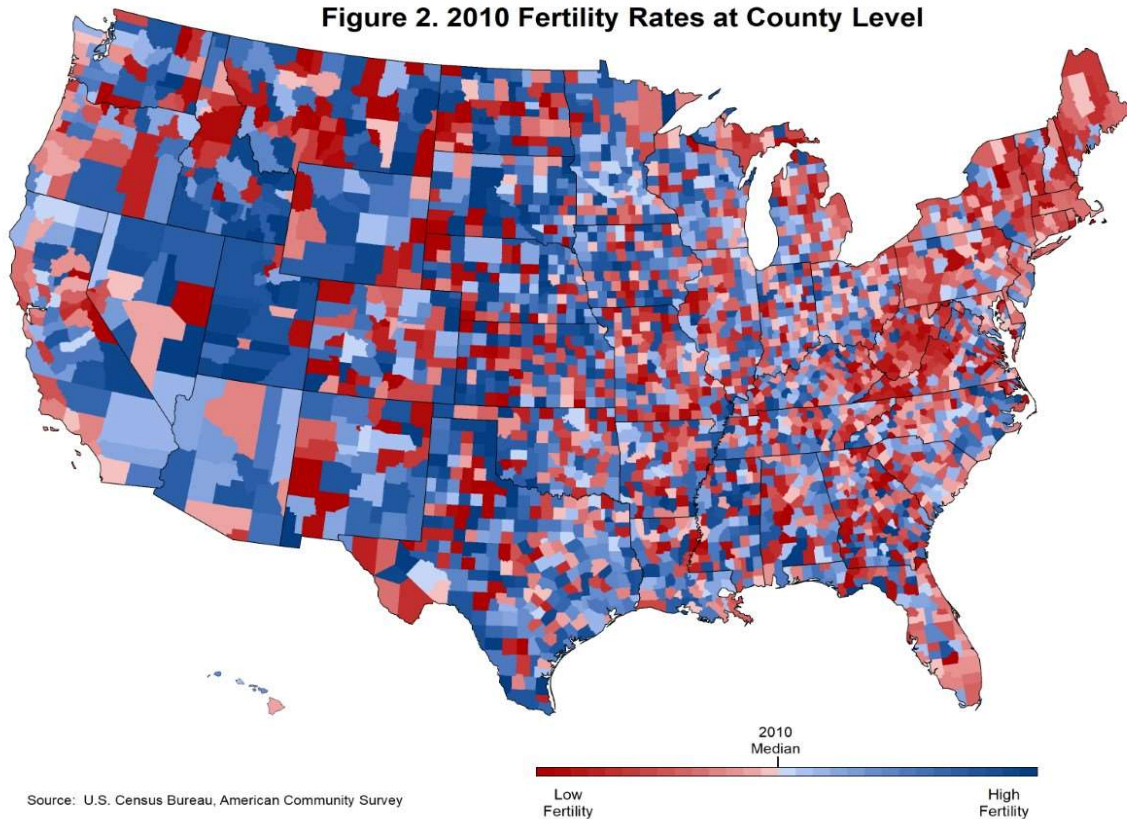 Figure 2. 2010 Fertility Rates at County Level
2010
Median
Low
Fertility
High
Fertility
Source: U.S. Census Bureau, American Community Survey